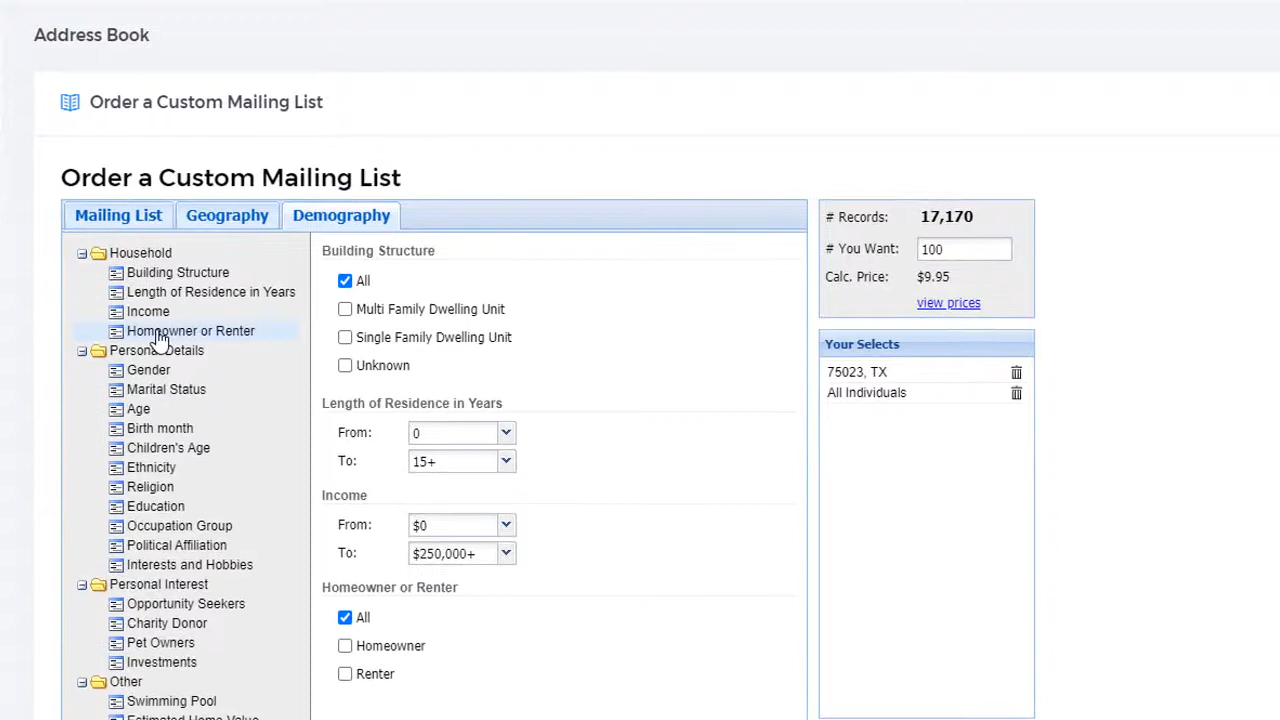 Address Book
Order a Custom Mailing List
Order a Custom Mailing List
Mailing List
Geography
Demography
Household
Building Structure
Length of Residence in Years
Income
Homeowner or Renter
Personal Details
Gender
Marital Status
Age
Birth month
Children's Age
Ethnicity
Religion
Education
Occupation Group
Political Affiliation
Interests and Hobbies
Personal Interest
Opportunity Seekers
Charity Donor
Pet Owners
Investments
Other
Swimming Pool
Estimated Home Value
Building Structure
All
Multi Family Dwelling Unit
Single Family Dwelling Unit
Unknown
Length of Residence in Years
From: 0
To: 15+
Income
From: $0
To: $250,000+
Homeowner or Renter
All
Homeowner
Renter
# Records: 17,170
# You Want: 100
Calc. Price: $9.95
view prices
Your Selects
75023, TX
All Individuals